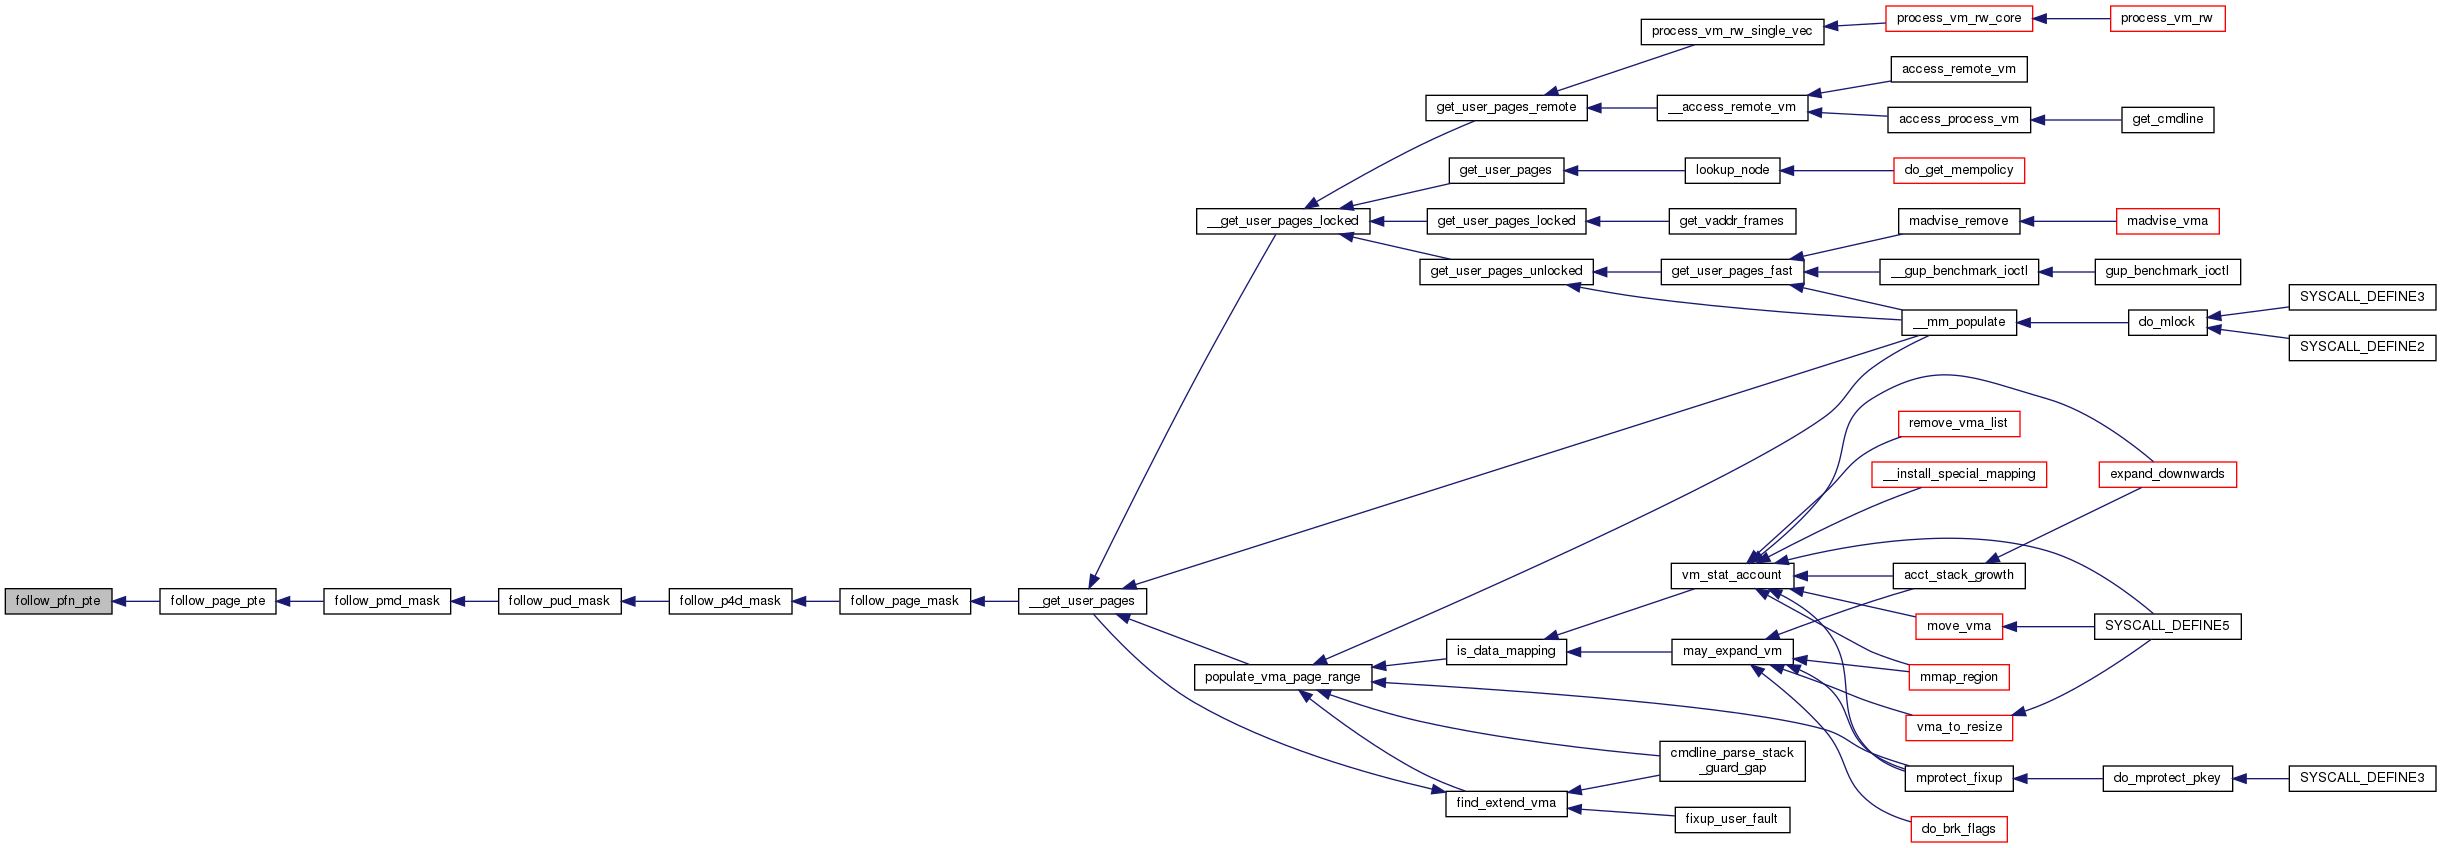 process_vm_rw_single_vec
process_vm_rw_core
process_vm_rw
access_remote_vm
get_user_pages_remote
__access_remote_vm
access_process_vm
get_cmdline
get_user_pages
lookup_node
do_get_mempolicy
__get_user_pages_locked
get_user_pages_locked
get_vaddr_frames
madvise_remove
madvise_vma
get_user_pages_unlocked
get_user_pages_fast
__gup_benchmark_ioctl
gup_benchmark_ioctl
SYSCALL_DEFINE3
__mm_populate
do_mlock
SYSCALL_DEFINE2
remove_vma_list
__install_special_mapping
expand_downwards
vm_stat_account
acct_stack_growth
follow_pfn_pte
follow_page_pte
follow_pmd_mask
follow_pud_mask
follow_p4d_mask
follow_page_mask
__get_user_pages
move_vma
SYSCALL_DEFINE5
is_data_mapping
may_expand_vm
populate_vma_page_range
mmap_region
vma_to_resize
cmdline_parse_stack
_guard_gap
mprotect_fixup
do_mprotect_pkey
SYSCALL_DEFINE3
find_extend_vma
fixup_user_fault
do_brk_flags